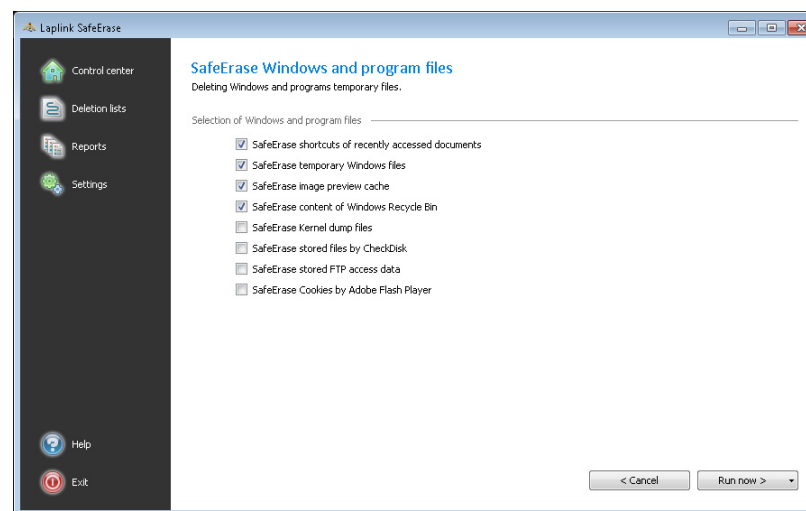 Laplink SafeErase
Control center
Deletion lists
Reports
Settings
Help
Exit
SafeErase Windows and program files
Deleting Windows and programs temporary files.
Selection of Windows and program files
SafeErase shortcuts of recently accessed documents
SafeErase temporary Windows files
SafeErase image preview cache
SafeErase content of Windows Recycle Bin
SafeErase Kernel dump files
SafeErase stored files by CheckDisk
SafeErase stored FTP access data
SafeErase Cookies by Adobe Flash Player
< Cancel
Run now >